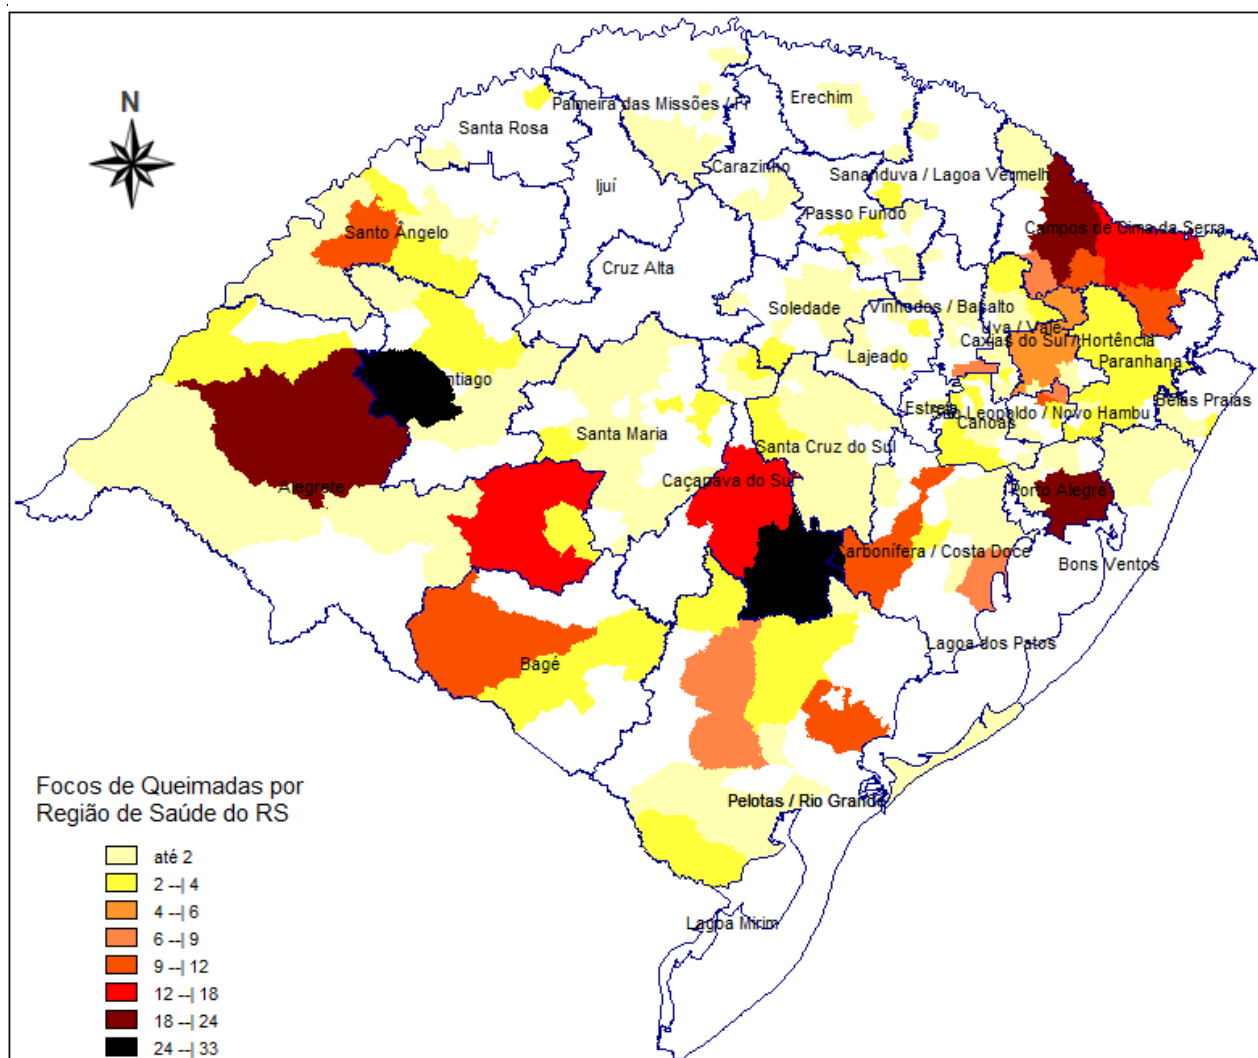 N
Palmeira das Missões / Fr
Erechim
Santa Rosa
Carazinho
Ijuí
Sananduva / Lagoa Vermelh
Passo Fundo
Santo Ângelo
Campos de Cima da Serra
Cruz Alta
Soledade
Vinhedos / Basalto
Uva / Vale
Caxias do Sul / Hortência
Lajeado
Paranhana
ntiago
Belas Praias
Estrela
São Leopoldo / Novo Hambu
Canoas
Santa Maria
Santa Cruz do Sul
Caçapava do Su
Alegrete
Porto Alegre
Carbonífera / Costa Doce
Bons Ventos
Lagoa dos Patos
Bagé
Pelotas / Rio Grande
Lagoa Mirim
Focos de Queimadas por
Região de Saúde do RS
até 2
2 --| 4
4 --| 6
6 --| 9
9 --| 12
12 --| 18
18 --| 24
24 --| 33